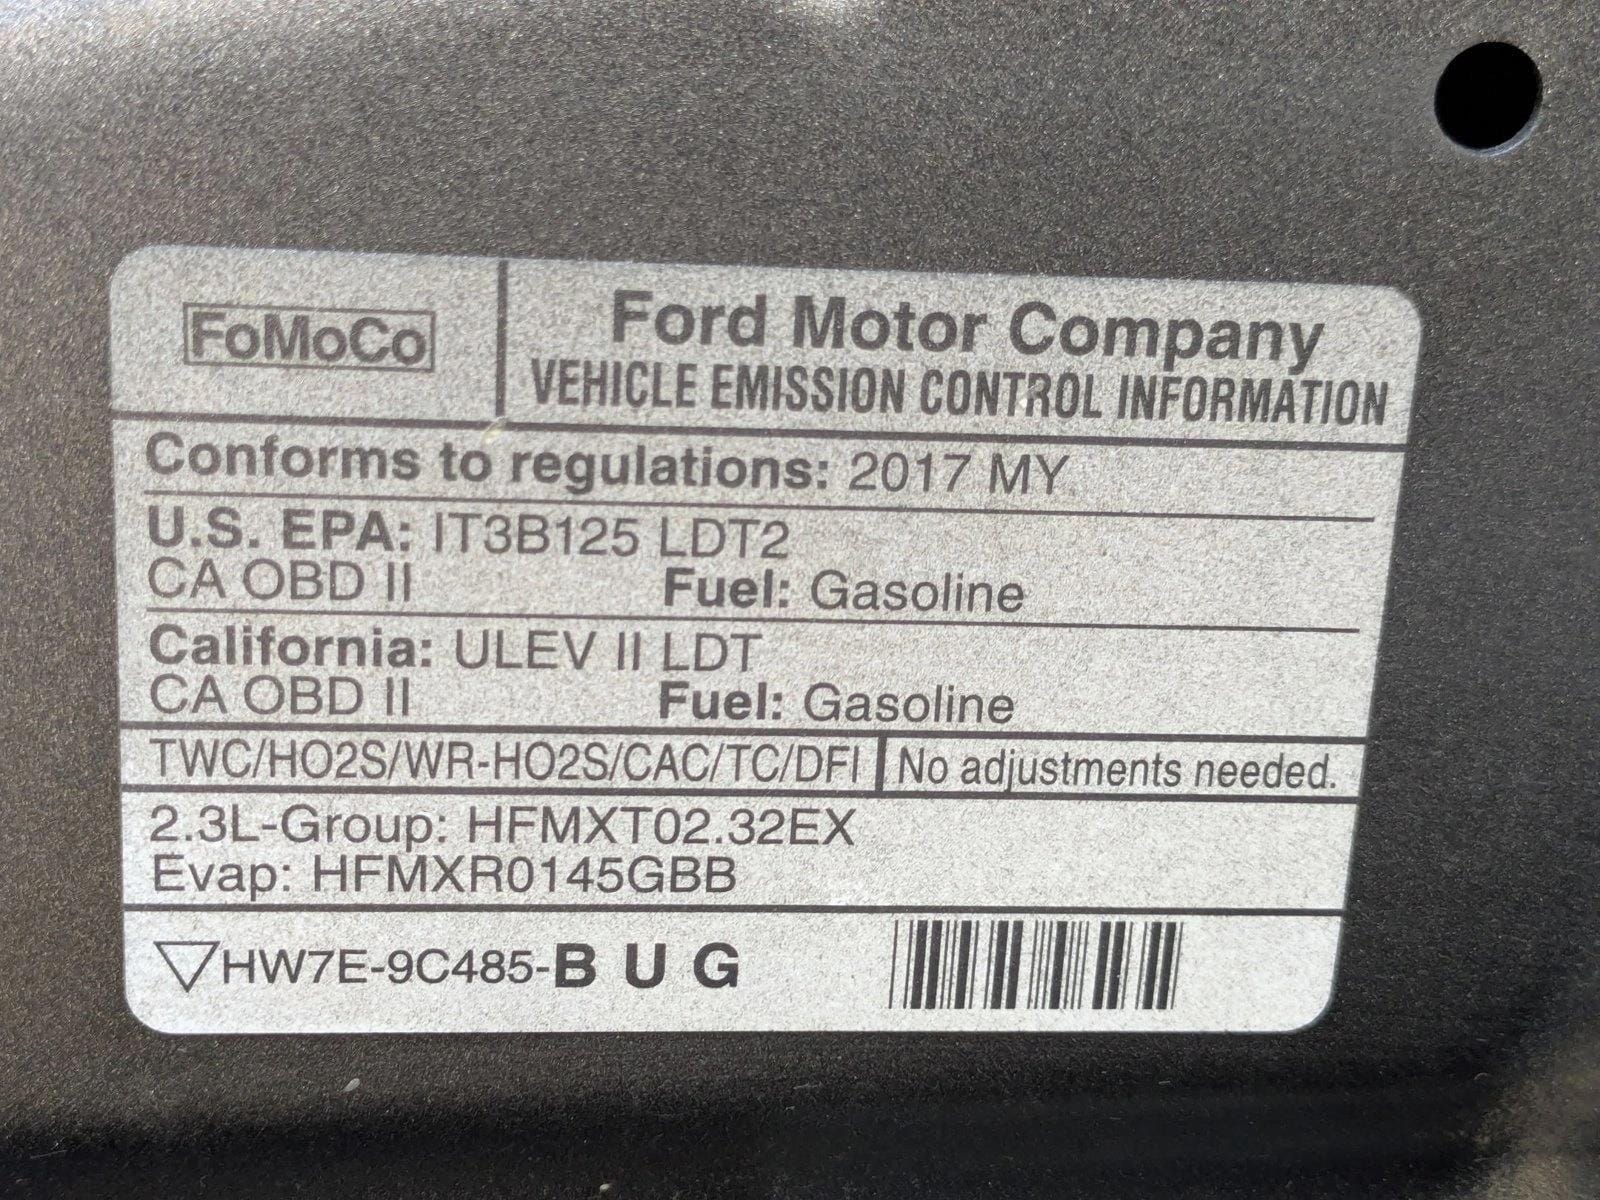 FoMoCo
Ford Motor Company
VEHICLE EMISSION CONTROL INFORMATION
Conforms to regulations: 2017 MY
U.S. EPA: IT3B125 LDT2
CA OBD II Fuel: Gasoline
California: ULEV II LDT
CA OBD II Fuel: Gasoline
TWC/HO2S/WR-HO2S/CAC/TC/DFI No adjustments needed.
2.3L-Group: HFMXT02.32EX
Evap: HFMXR0145GBB
HW7E-9C485-B U G